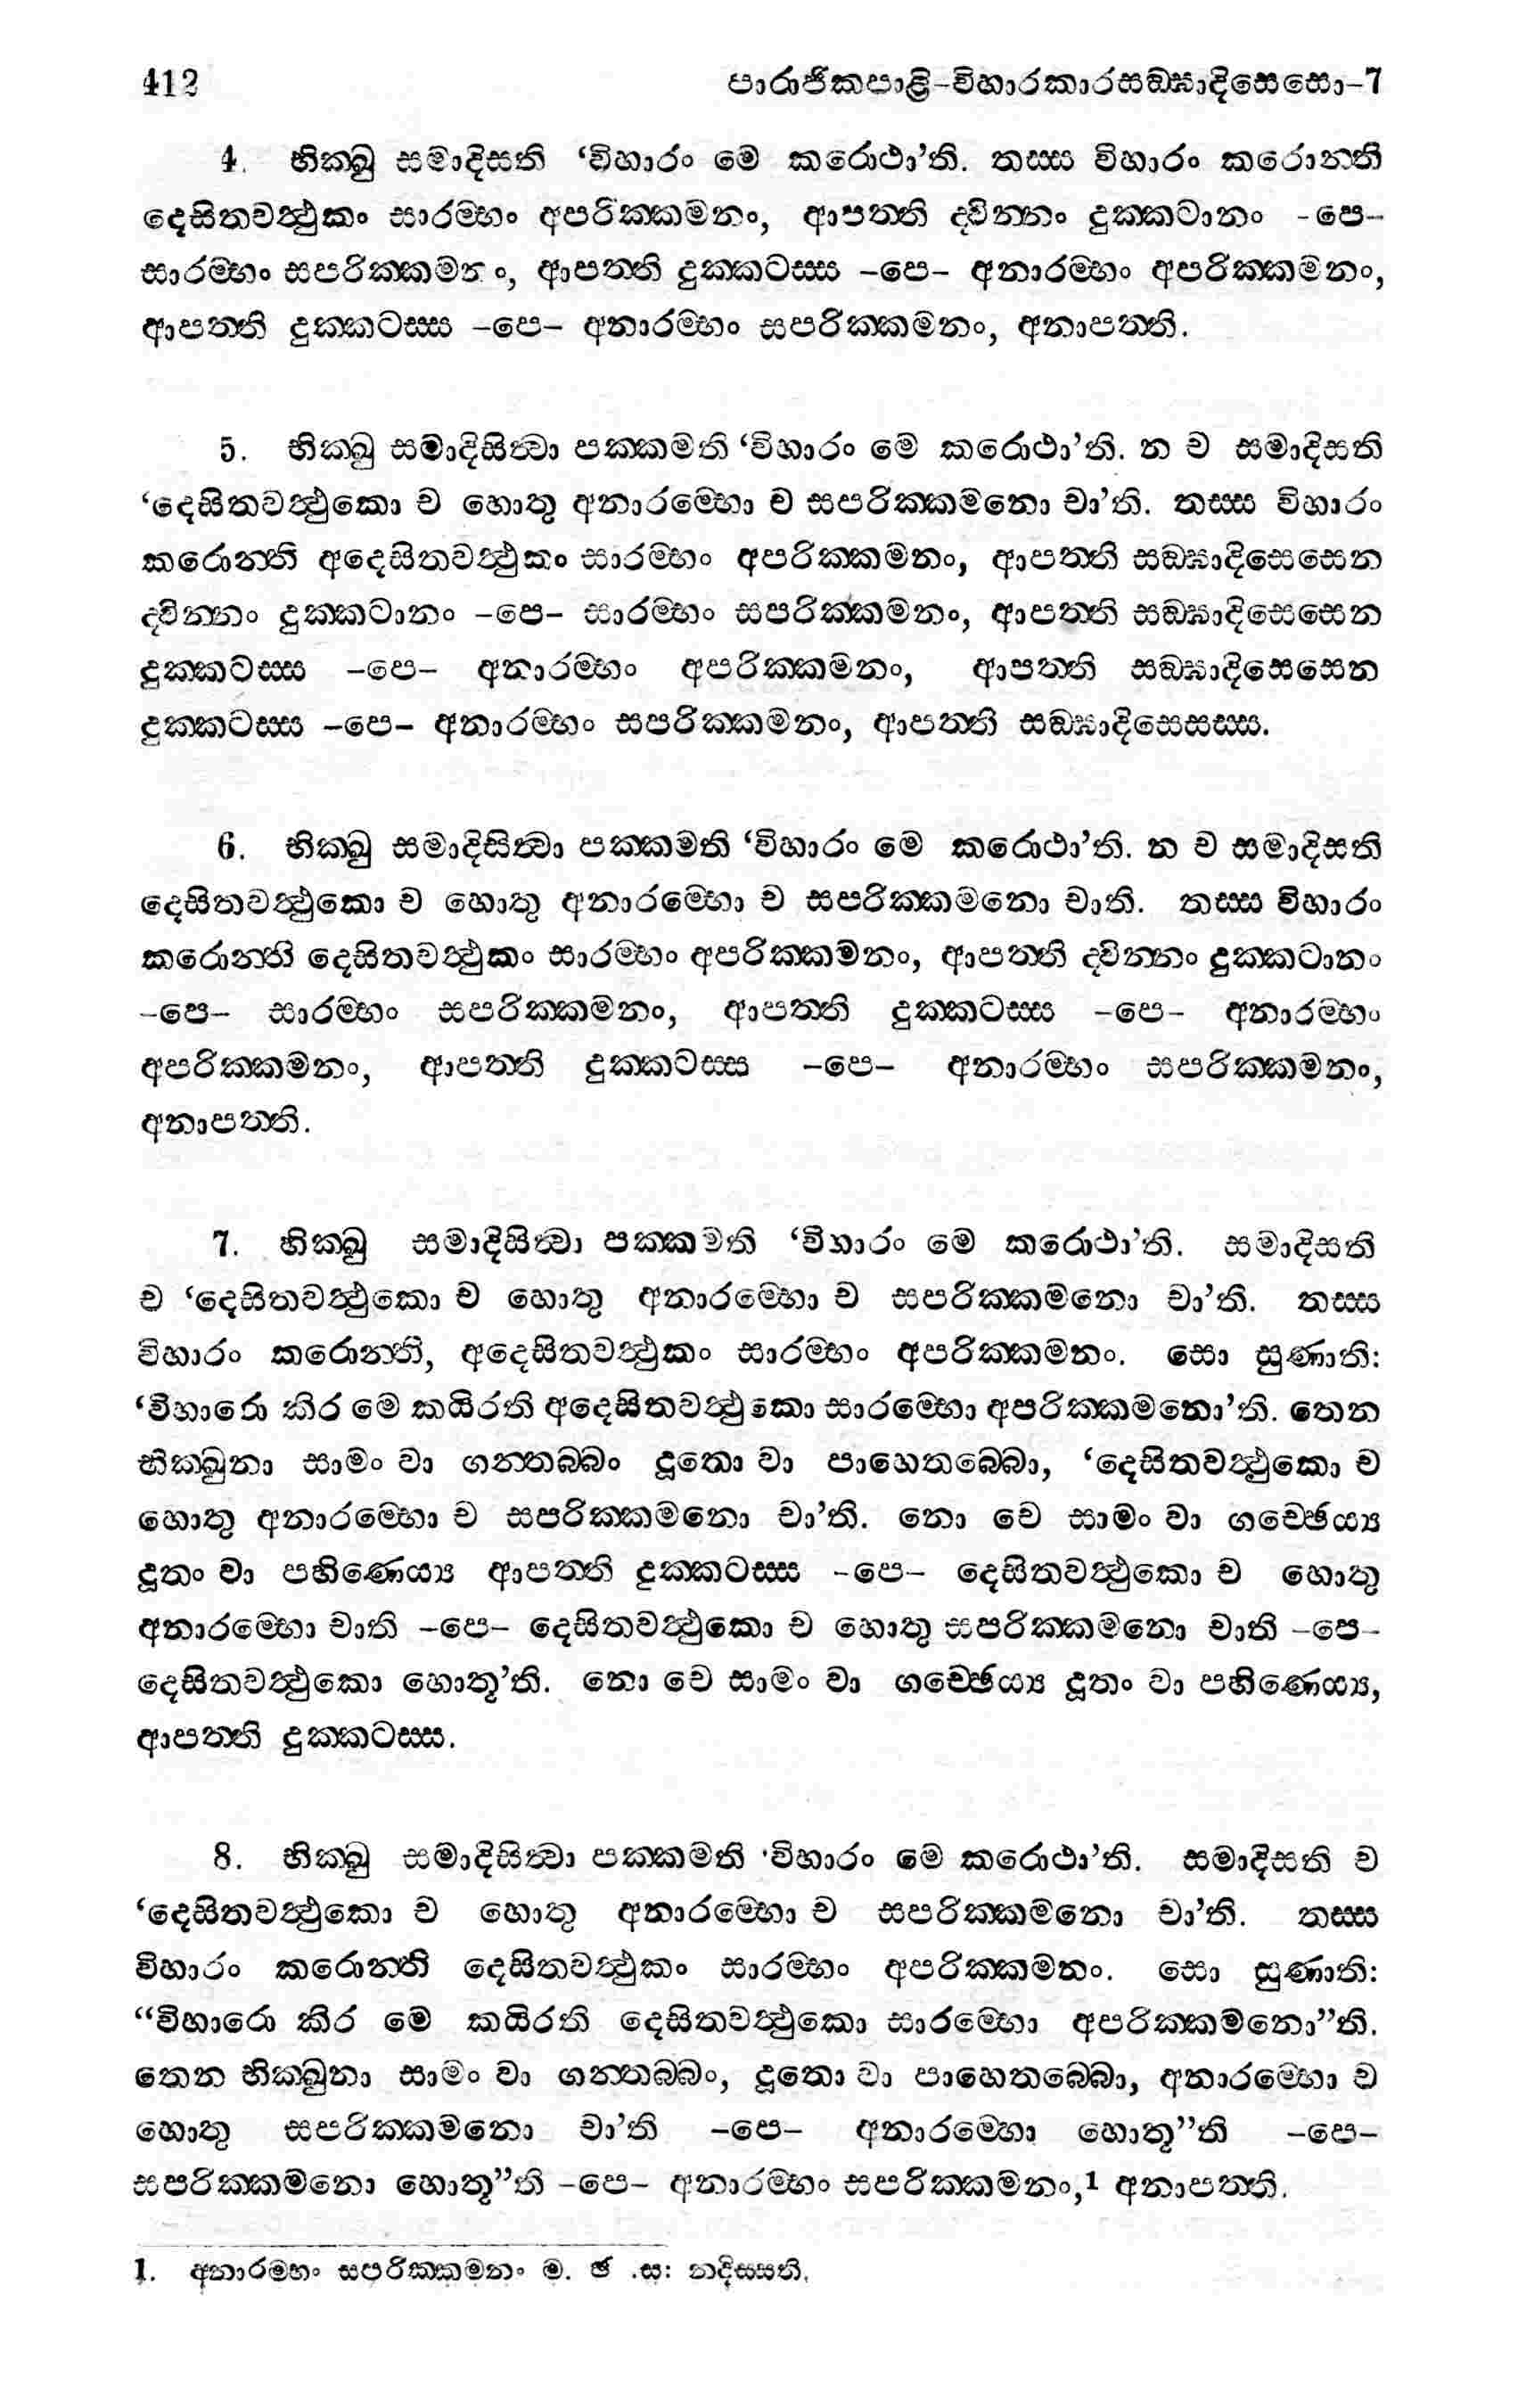 412 පාරාජිකපාළි–විහාරකාරසඞ්ඝාදිසෙසො–7
4. භික්ඛු සමාදිසති ‘විහාරං මෙ කරොථා’ති. තස්ස විහාරං කරොන්ති
දෙසිතවත්ථුකං සාරම්භං අපරික්කමනං, ආපත්ති ද්වින්නං දුක්කටානං -පෙ-
සාරම්භං සපරික්කමනං, ආපත්ති දුක්කටස්ස –පෙ– අනාරම්භං අපරික්කමනං,
ආපත්ති දුක්කටස්ස –පෙ– අනාරම්භං සපරික්කමනං, අනාපත්ති.
5. භික්ඛු සමාදිසිත්වා පක්කමති ‘විහාරං මෙ කරොථා’ති. න ච සමාදිසති
‘දෙසිතවත්ථුකො ච හොතු අනාරම්භො ච සපරික්කමනො චා’ති. තස්ස විහාරං
කරොන්ති අදෙසිතවත්ථුකං සාරම්භං අපරික්කමනං, ආපත්ති සඞ්ඝාදිසෙසෙන
ද්වින්නං දුක්කටානං –පෙ– සාරම්භං සපරික්කමනං, ආපත්ති සඞ්ඝාදිසෙසෙන
දුක්කටස්ස –පෙ– අනාරම්භං අපරික්කමනං, ආපත්ති සඞ්ඝාදිසෙසෙන
දුක්කටස්ස –පෙ– අනාරම්භං සපරික්කමනං, ආපත්ති සඞ්ඝාදිසෙසස්ස.
6. භික්ඛු සමාදිසිත්වා පක්කමති ‘විහාරං මෙ කරොථා’ති. න ච සමාදිසති
දෙසිතවත්ථුකො ච හොතු අනාරම්භො ච සපරික්කමනො චාති. තස්ස විහාරං
කරොන්ති දෙසිතවත්ථුකං සාරම්භං අපරික්කමනං, ආපත්ති ද්වින්නං දුක්කටානං
–පෙ– සාරම්භං සපරික්කමනං, ආපත්ති දුක්කටස්ස –පෙ– අනාරම්භං
අපරික්කමනං, ආපත්ති දුක්කටස්ස –පෙ– අනාරම්භං සපරික්කමනං,
අනාපත්ති.
7. භික්ඛු සමාදිසිත්වා පක්කමති ‘විහාරං මෙ කරොථා’ති. සමාදිසති
ච ‘දෙසිතවත්ථුකො ච හොතු අනාරම්භො ච සපරික්කමනො චා’ති. තස්ස
විහාරං කරොන්ති, අදෙසිතවත්ථුකං සාරම්භං අපරික්කමනං. සො සුණාති:
‘විහාරො කිර මෙ කයිරති අදෙසිතවත්ථුකො සාරම්භො අපරික්කමනො’ති. තෙන
භික්ඛුනා සාමං වා ගන්තබ්බං දූතො වා පාහෙතබ්බො, ‘දෙසිතවත්ථුකො ච
හොතු අනාරම්භො ච සපරික්කමනො චා’ති. නො චෙ සාමං වා ගච්ඡෙය්‍ය
දූතං වා පහිණෙය්‍ය ආපත්ති දුක්කටස්ස –පෙ– දෙසිතවත්ථුකො ච හොතු
අනාරම්භො චාති –පෙ– දෙසිතවත්ථුකො ච හොතු සපරික්කමනො චාති –පෙ–
දෙසිතවත්ථුකො හොතූ’ති. නො චෙ සාමං වා ගච්ඡෙය්‍ය දූතං වා පහිණෙය්‍ය,
ආපත්ති දුක්කටස්ස.
8. භික්ඛු සමාදිසිත්වා පක්කමති ‘විහාරං මෙ කරොථා’ති. සමාදිසති ච
‘දෙසිතවත්ථුකො ච හොතු අනාරම්භො ච සපරික්කමනො චා’ති. තස්ස
විහාරං කරොන්ති දෙසිතවත්ථුකං සාරම්භං අපරික්කමනං. සො සුණාති:
“විහාරො කිර මෙ කයිරති දෙසිතවත්ථුකො සාරම්භො අපරික්කමනො”ති.
තෙන භික්ඛුනා සාමං වා ගන්තබ්බං, දූතො වා පාහෙතබ්බො, අනාරම්භො ච
හොතු සපරික්කමනො චා’ති –පෙ– අනාරම්භො හොතූ”ති –පෙ–
සපරික්කමනො හොතූ”ති –පෙ– අනාරම්භං සපරික්කමනං,1 අනාපත්ති.
1. අනාරම්භං සපරික්කමනං ම. ඡ .ස: නදිස්සති.